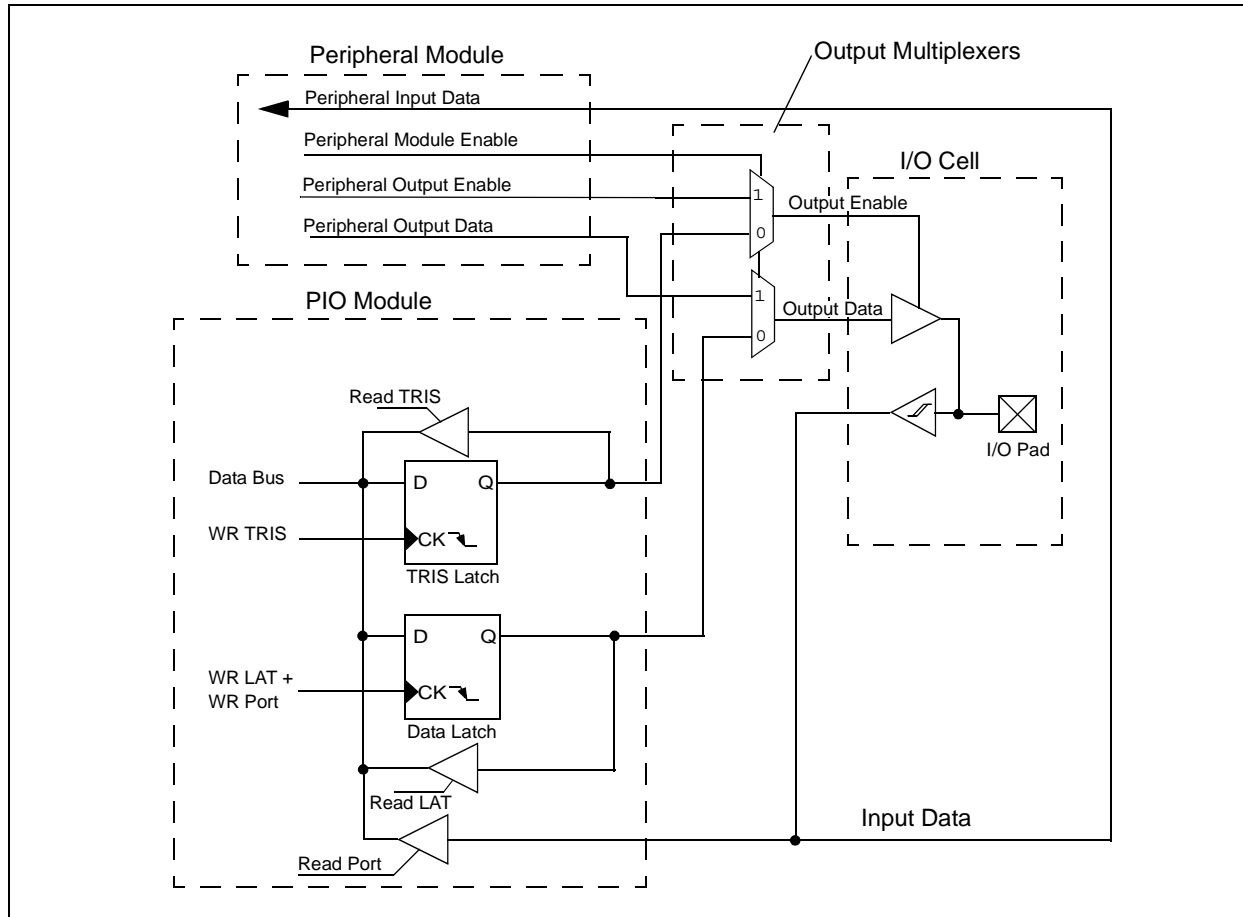 Peripheral Module
Output Multiplexers
Peripheral Input Data
Peripheral Module Enable
I/O Cell
Peripheral Output Enable
1
Output Enable
Peripheral Output Data
0
PIO Module
1
Output Data
0
Read TRIS
I/O Pad
Data Bus
D
Q
WR TRIS
CK
TRIS Latch
D
Q
WR LAT +
WR Port
CK
Data Latch
Read LAT
Input Data
Read Port